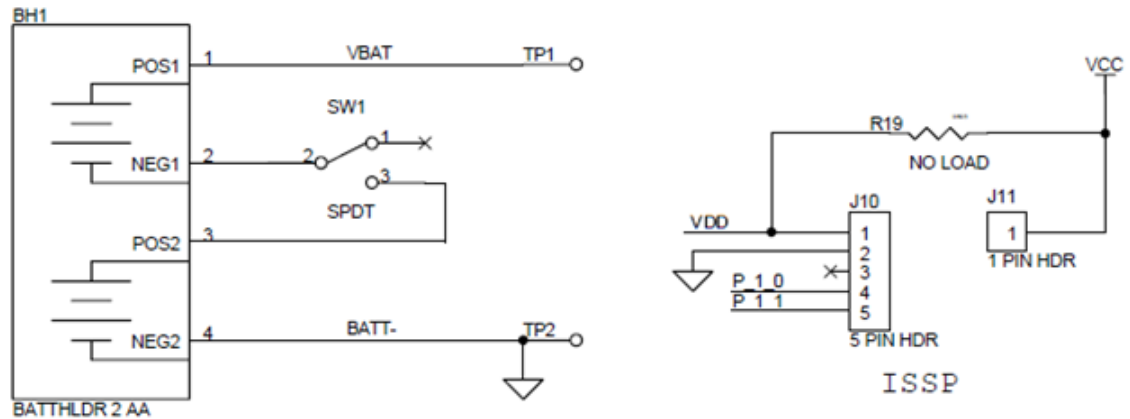 BH1
POS1
1
VBAT
TP1
SW1
NEG1
2
2
1
3
SPDT
POS2
3
NEG2
4
BATT-
TP2
BATTHLDR 2 AA
VCC
R19
NO LOAD
J10
J11
VDD
1
2
3
4
5
P_1_0
P_1_1
5 PIN HDR
1
1 PIN HDR
ISSP